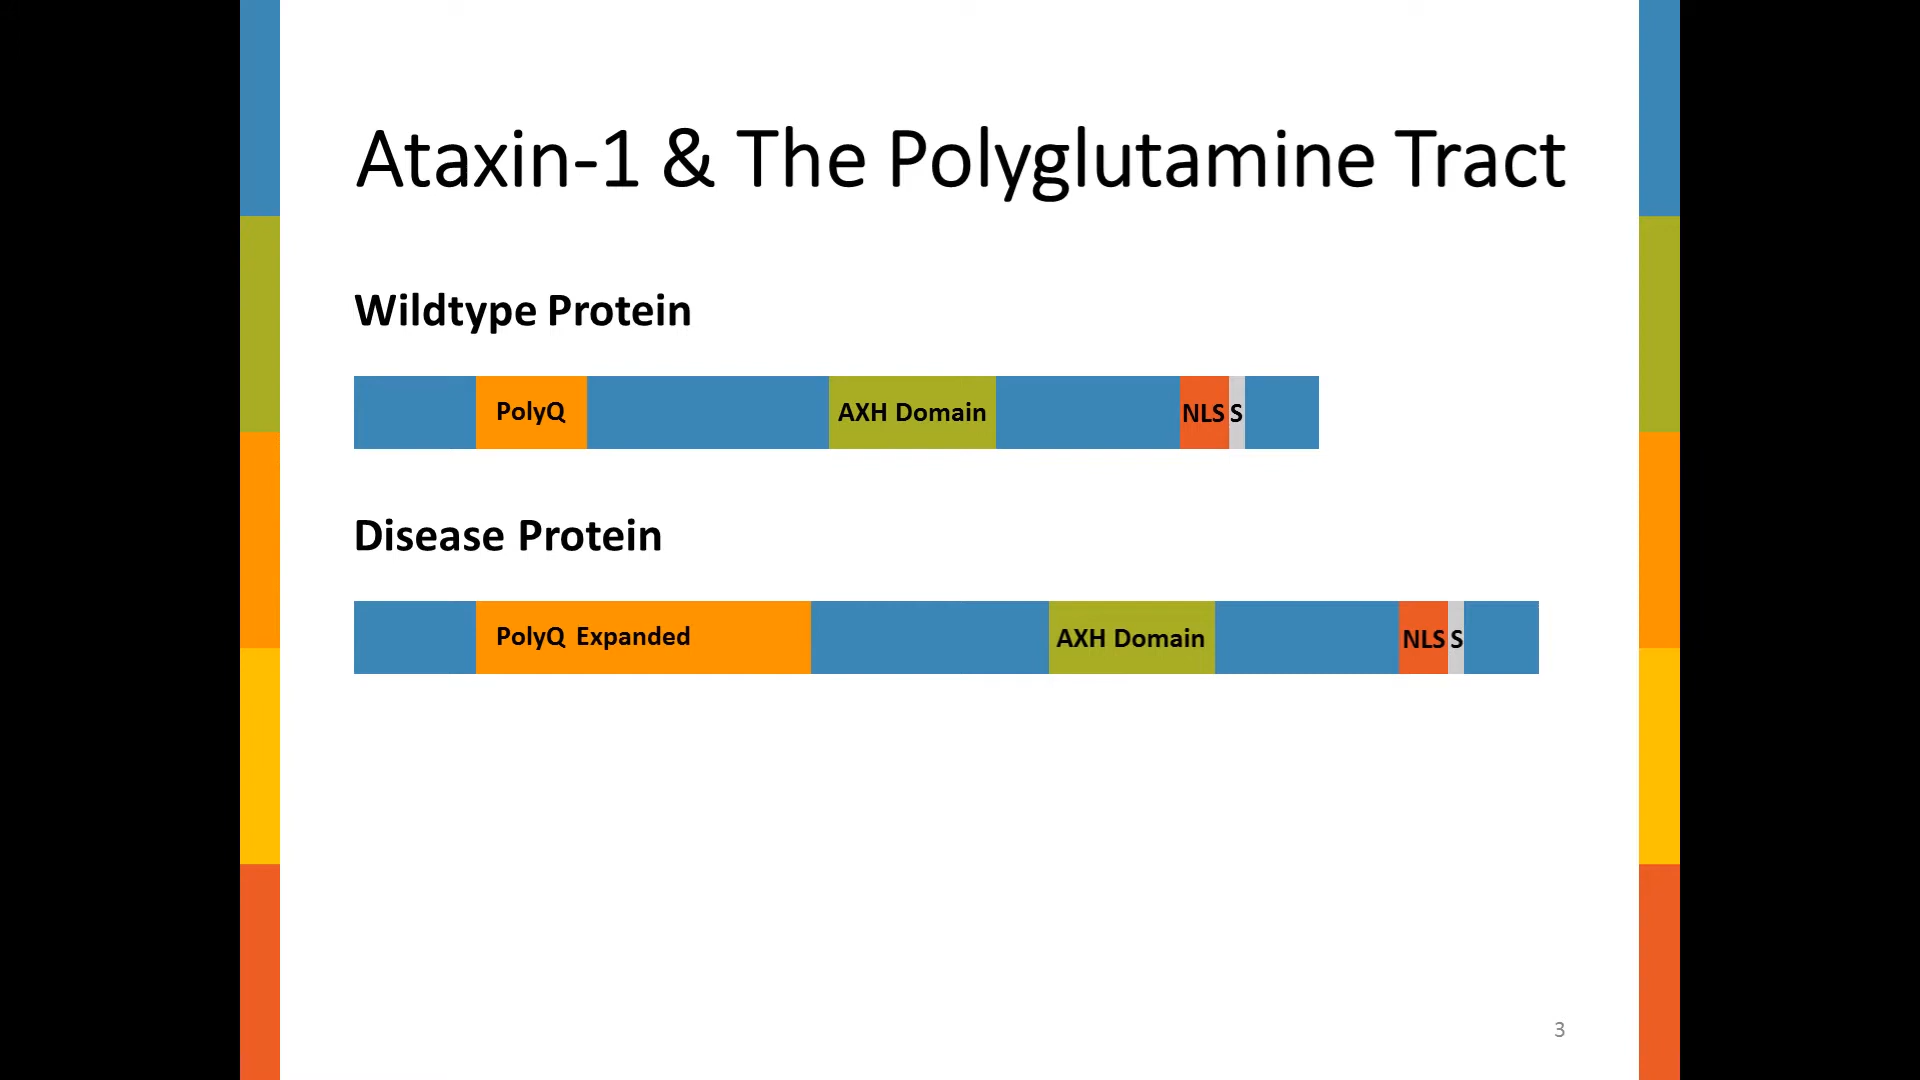 Ataxin-1 & The Polyglutamine Tract
Wildtype Protein
PolyQ AXH Domain NLS S
Disease Protein
PolyQ Expanded AXH Domain NLS S
3